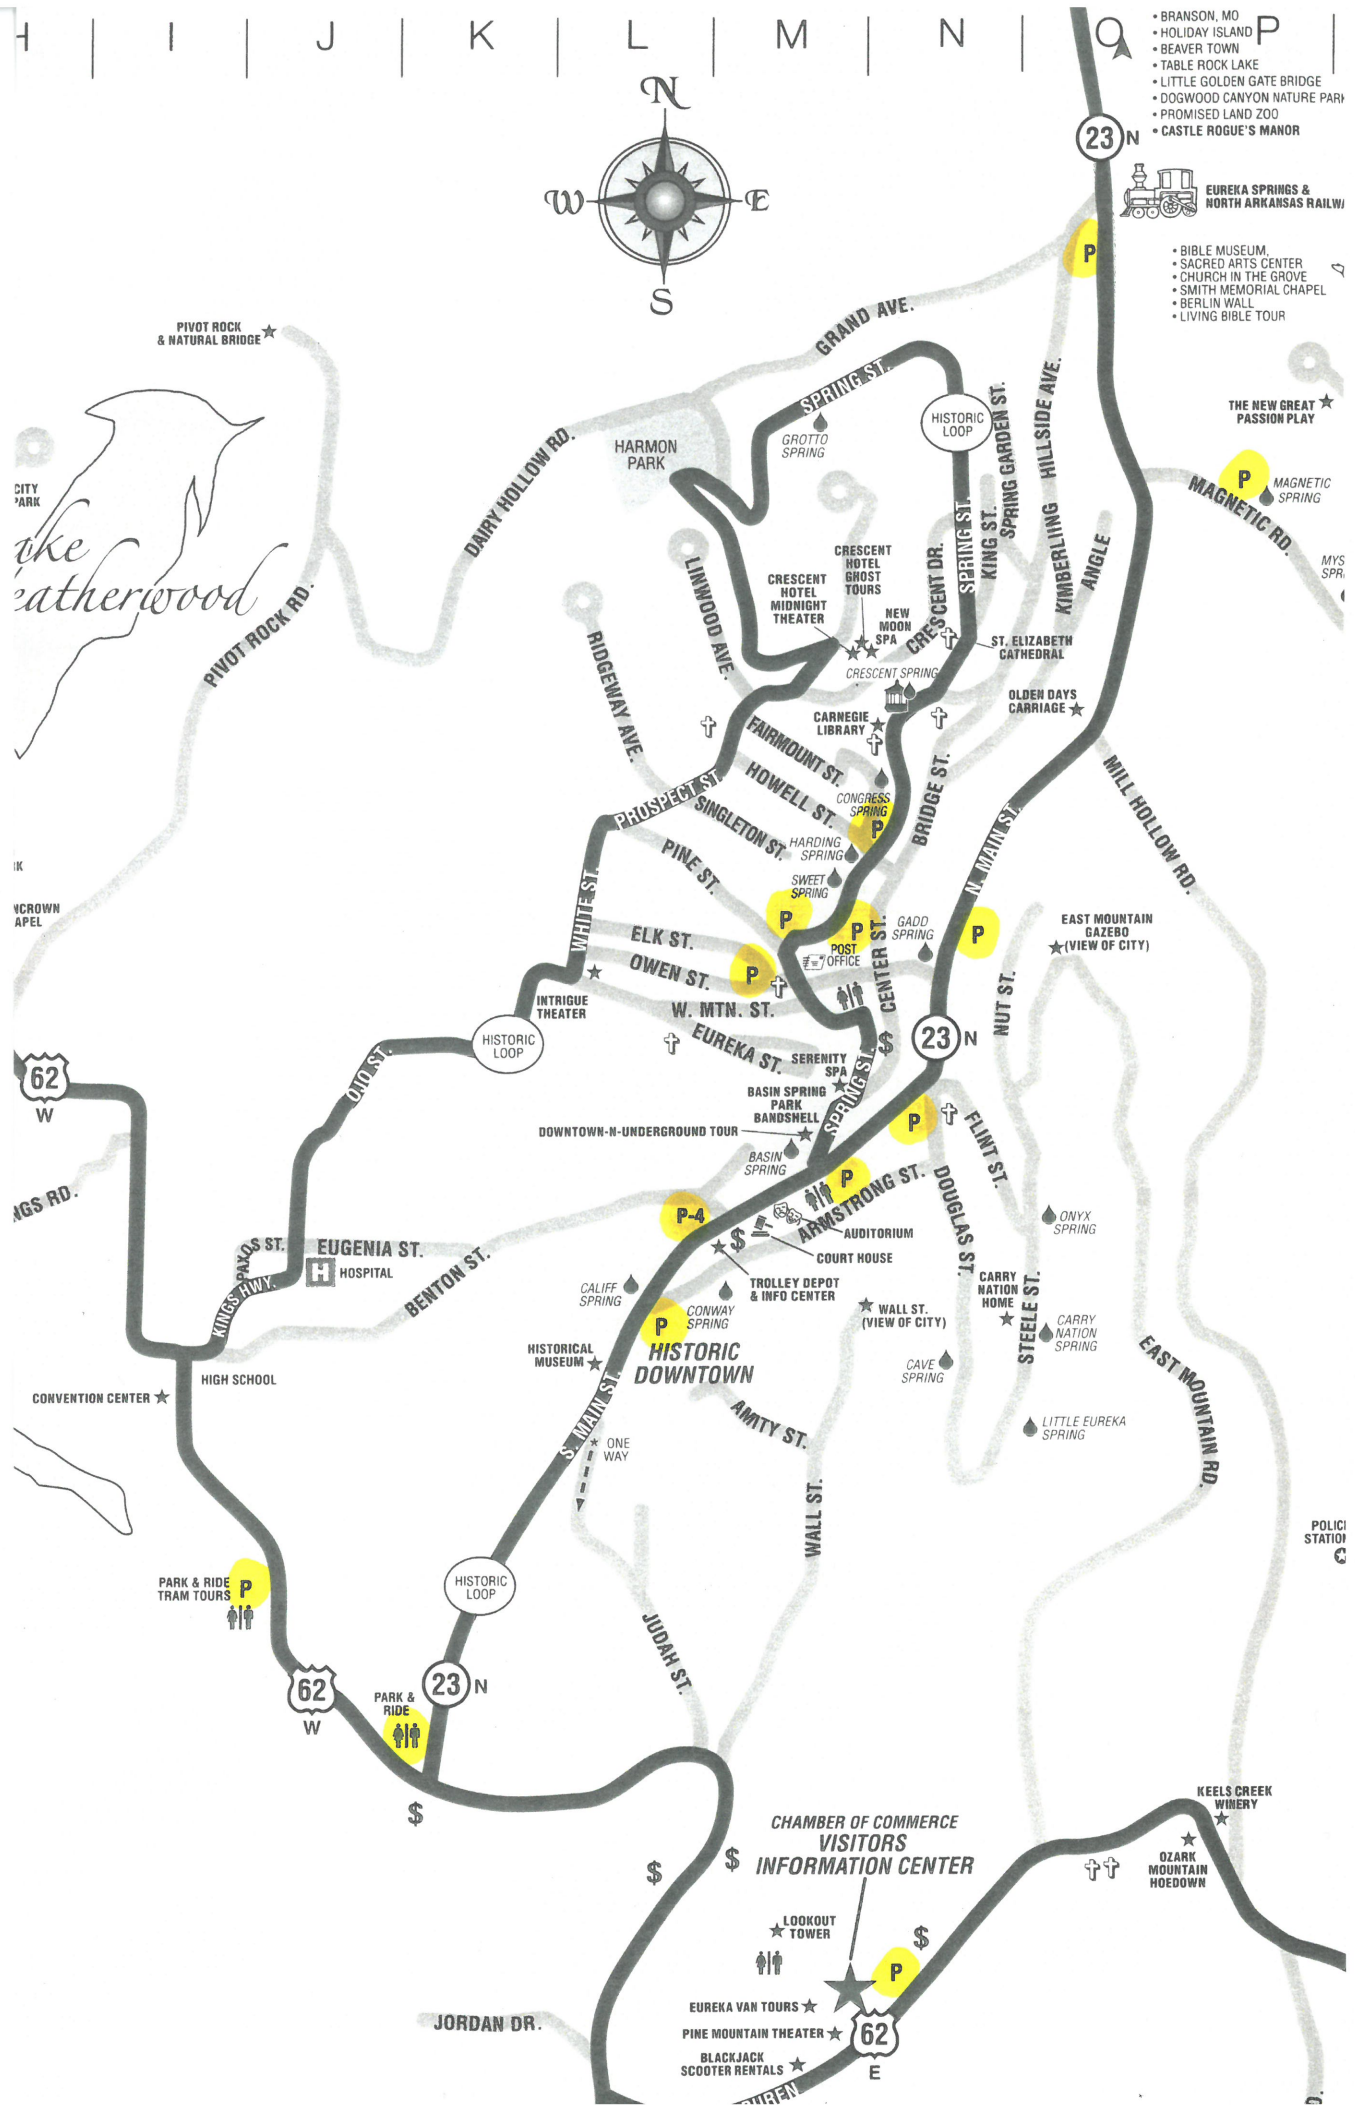 H I J K L M N O P
• BRANSON, MO
• HOLIDAY ISLAND
• BEAVER TOWN
• TABLE ROCK LAKE
• LITTLE GOLDEN GATE BRIDGE
• DOGWOOD CANYON NATURE PARK
• PROMISED LAND ZOO
• CASTLE ROGUE'S MANOR
N
W E
S
23 N
EUREKA SPRINGS &
NORTH ARKANSAS RAILWA
P
• BIBLE MUSEUM,
• SACRED ARTS CENTER
• CHURCH IN THE GROVE
• SMITH MEMORIAL CHAPEL
• BERLIN WALL
• LIVING BIBLE TOUR
PIVOT ROCK
& NATURAL BRIDGE
GRAND AVE.
SPRING ST.
HISTORIC
LOOP
GROTTO
SPRING
HARMON
PARK
DAIRY HOLLOW RD.
KING ST.
SPRING GARDEN ST.
HILLSIDE AVE.
KIMBERLIING
ANGLE
THE NEW GREAT
PASSION PLAY
P
MAGNETIC
SPRING
MAGNETIC RD.
MYS
SPRI
CITY
PARK
ake
eatherwood
PIVOT ROCK RD.
LINWOOD AVE.
RIDGEWAY AVE.
CRESCENT
HOTEL
GHOST
TOURS
CRESCENT
HOTEL
MIDNIGHT
THEATER
NEW
MOON
SPA
CRESCENT DR.
SPRING ST.
ST. ELIZABETH
CATHEDRAL
CRESCENT SPRING
OLDEN DAYS
CARRIAGE
CARNEGIE
LIBRARY
FAIRMOUNT ST.
HOWELL ST.
PROSPECT ST.
SINGLETON ST.
PINE ST.
CONGRESS
SPRING
P
HARDING
SPRING
SWEET
SPRING
BRIDGE ST.
N. MAIN ST.
MILL HOLLOW RD.
RK
NCROWN
APEL
WHITE ST.
ELK ST.
OWEN ST.
P
P
P
POST
OFFICE
CENTER ST.
GADD
SPRING
P
EAST MOUNTAIN
GAZEBO
(VIEW OF CITY)
NUT ST.
INTRIGUE
THEATER
W. MTN. ST.
EUREKA ST.
HISTORIC
LOOP
SERENITY
SPA
$
23 N
62
W
OJO ST.
BASIN SPRING
PARK
BANDSHELL
SPRING ST.
DOWNTOWN-N-UNDERGROUND TOUR
BASIN
SPRING
P
FLINT ST.
P
ARMSTRONG ST.
DOUGLAS ST.
NGS RD.
P-4
$
AUDITORIUM
COURT HOUSE
ONYX
SPRING
PAXOS ST.
EUGENIA ST.
H HOSPITAL
KINGS HWY.
BENTON ST.
CALIFF
SPRING
TROLLEY DEPOT
& INFO CENTER
P
CONWAY
SPRING
HISTORIC
DOWNTOWN
WALL ST.
(VIEW OF CITY)
CARRY
NATION
HOME
STEELE ST.
CARRY
NATION
SPRING
CAVE
SPRING
HISTORICAL
MUSEUM
HIGH SCHOOL
CONVENTION CENTER
EAST MOUNTAIN RD.
S. MAIN ST.
ONE
WAY
AMITY ST.
LITTLE EUREKA
SPRING
WALL ST.
POLICE
STATION
PARK & RIDE
TRAM TOURS
P
HISTORIC
LOOP
JUDAH ST.
62
W
23 N
PARK &
RIDE
$
KEELS CREEK
WINERY
CHAMBER OF COMMERCE
VISITORS
INFORMATION CENTER
$
$
OZARK
MOUNTAIN
HOEDOWN
LOOKOUT
TOWER
$
P
EUREKA VAN TOURS
PINE MOUNTAIN THEATER
62
E
BLACKJACK
SCOOTER RENTALS
JORDAN DR.
BUREN
D.